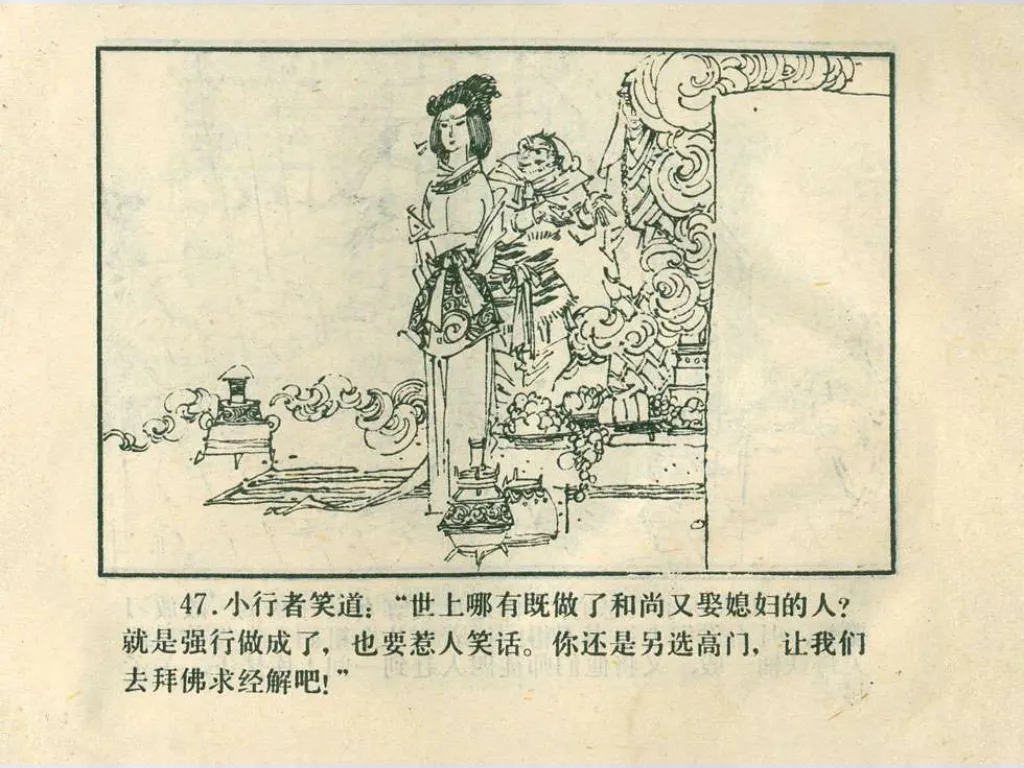 47.小行者笑道：“世上哪有既做了和尚又娶媳妇的人？
就是强行做成了，也要惹人笑话。你还是另选高门，让我们
去拜佛求经解吧！”